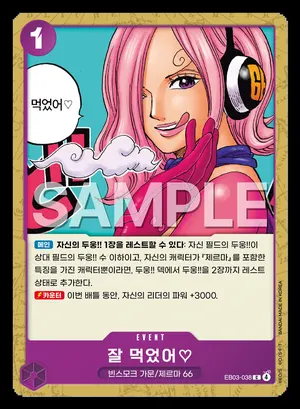 1
먹었어♡
66
SAMPLE
메인 자신의 두웅!! 1장을 레스트할 수 있다: 자신 필드의 두웅!!이
상대 필드의 두웅!! 수 이하이고, 자신의 캐릭터가 『제르마』를 포함한
특징을 가진 캐릭터뿐이라면, 두웅!! 덱에서 두웅!!을 2장까지 레스트
상태로 추가한다.
⚡카운터 이번 배틀 동안, 자신의 리더의 파워 +3000.
EVENT
잘 먹었어♡
빈스모크 가문/제르마 66
EB03-038
BANDAI MADE IN KOREA